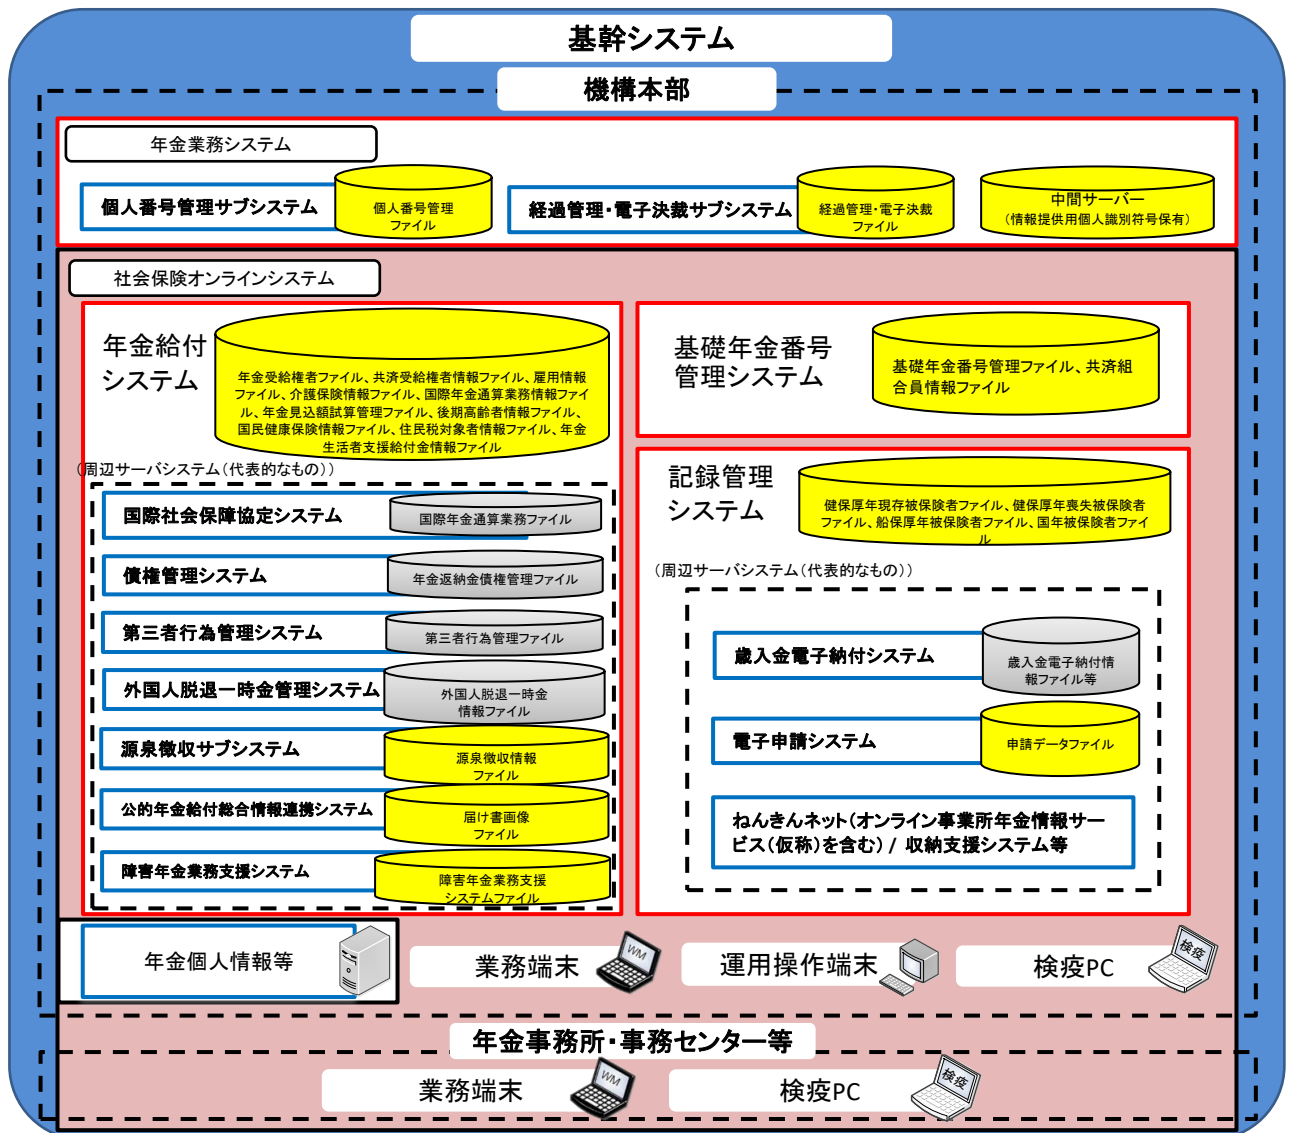 基幹システム
機構本部
年金業務システム
個人番号管理サブシステム
個人番号管理
ファイル
経過管理・電子決裁サブシステム
経過管理・電子決裁
ファイル
中間サーバー
（情報提供用個人識別符号保有）
社会保険オンラインシステム
年金給付
システム
年金受給権者ファイル、共済受給権者情報ファイル、雇用情報
ファイル、介護保険情報ファイル、国際年金通算業務情報ファイ
ル、年金見込額試算管理ファイル、後期高齢者情報ファイル、
国民健康保険情報ファイル、住民税対象者情報ファイル、年金
生活者支援給付金情報ファイル
（周辺サーバシステム（代表的なもの））
国際社会保障協定システム
国際年金通算業務ファイル
債権管理システム
年金返納金債権管理ファイル
第三者行為管理システム
第三者行為管理ファイル
外国人脱退一時金管理システム
外国人脱退一時金
情報ファイル
源泉徴収サブシステム
源泉徴収情報
ファイル
公的年金給付総合情報連携システム
届け書画像
ファイル
障害年金業務支援システム
障害年金業務支援
システムファイル
基礎年金番号
管理システム
基礎年金番号管理ファイル、共済組
合員情報ファイル
記録管理
システム
健保厚年現存被保険者ファイル、健保厚年喪失被保険者
ファイル、船保厚年被保険者ファイル、国年被保険者ファイ
ル
（周辺サーバシステム（代表的なもの））
歳入金電子納付システム
歳入金電子納付情
報ファイル等
電子申請システム
申請データファイル
ねんきんネット（オンライン事業所年金情報サー
ビス（仮称）を含む） / 収納支援システム等
年金個人情報等
業務端末
WM
運用操作端末
検疫PC
検疫
年金事務所・事務センター等
業務端末
WM
検疫PC
検疫